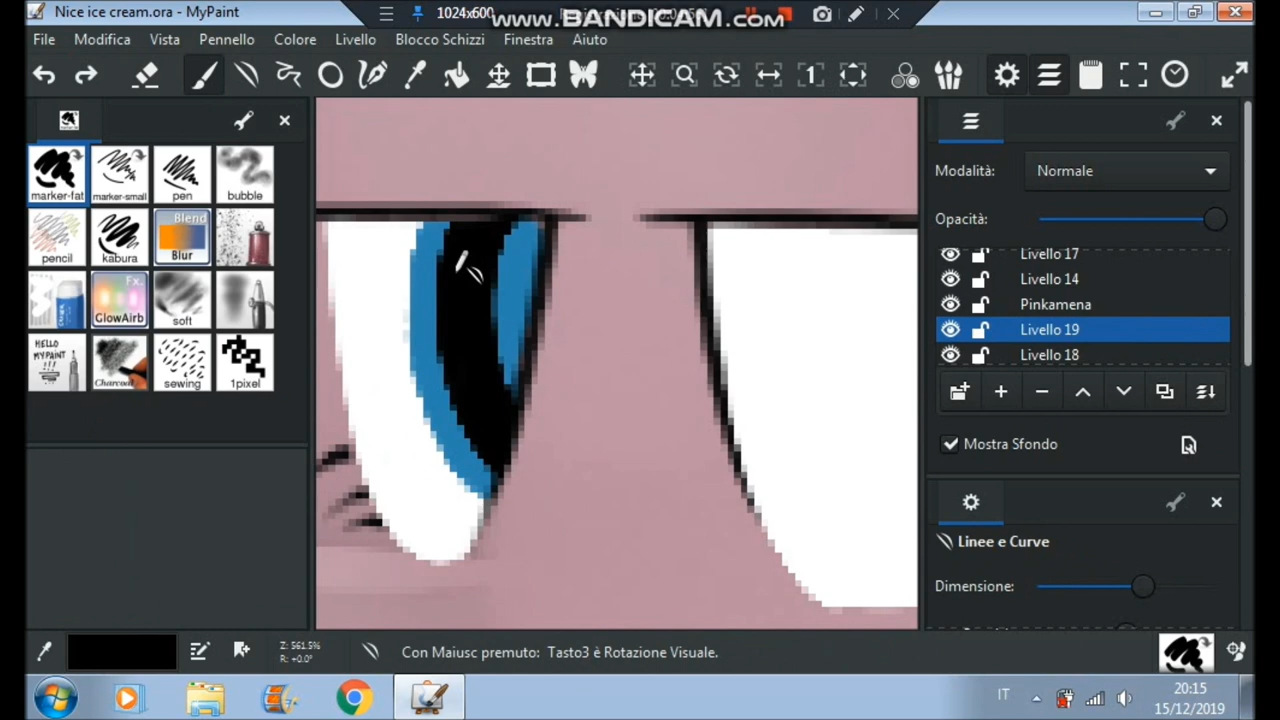 Nice ice cream.ora - MyPaint
1024x600
www.BANDICAM.com
File Modifica Vista Pennello Colore Livello Blocco Schizzi Finestra Aiuto
1
marker-fat marker-small pen bubble
pencil kabura Blend Blur
Fx. GlowAirb soft
HELLO MYPAINT Charcoal sewing 1pixel
Modalità: Normale
Opacità:
Livello 17
Livello 14
Pinkamena
Livello 19
Livello 18
Mostra Sfondo
Linee e Curve
Dimensione:
Z: 561.5%
R: +0.0°
Con Maiusc premuto: Tasto3 è Rotazione Visuale.
IT
20:15
15/12/2019